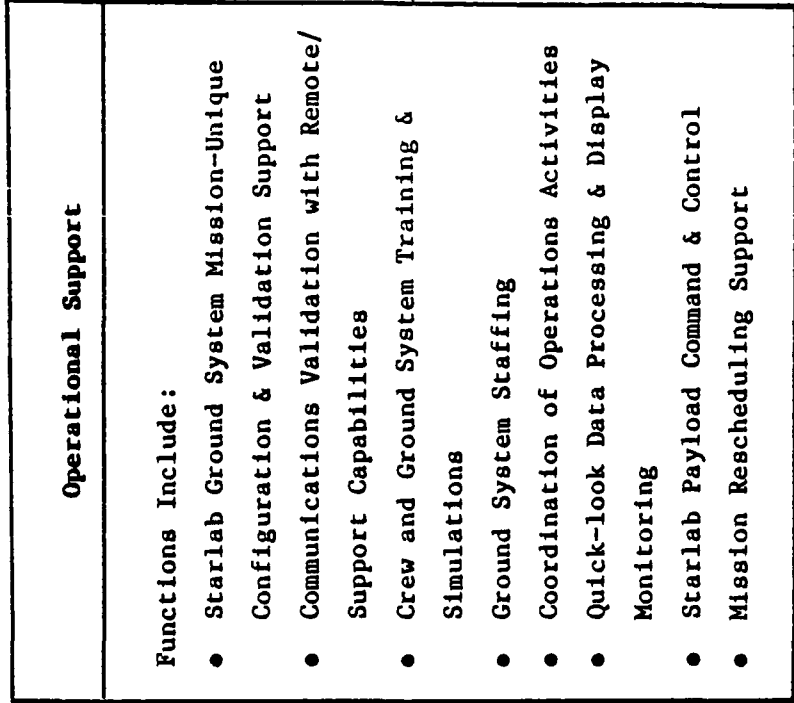 Operational Support
Functions Include:
● Starlab Ground System Mission-Unique
Configuration & Validation Support
● Communications Validation with Remote/
Support Capabilities
● Crew and Ground System Training &
Simulations
● Ground System Staffing
● Coordination of Operations Activities
● Quick-look Data Processing & Display
Monitoring
● Starlab Payload Command & Control
● Mission Rescheduling Support